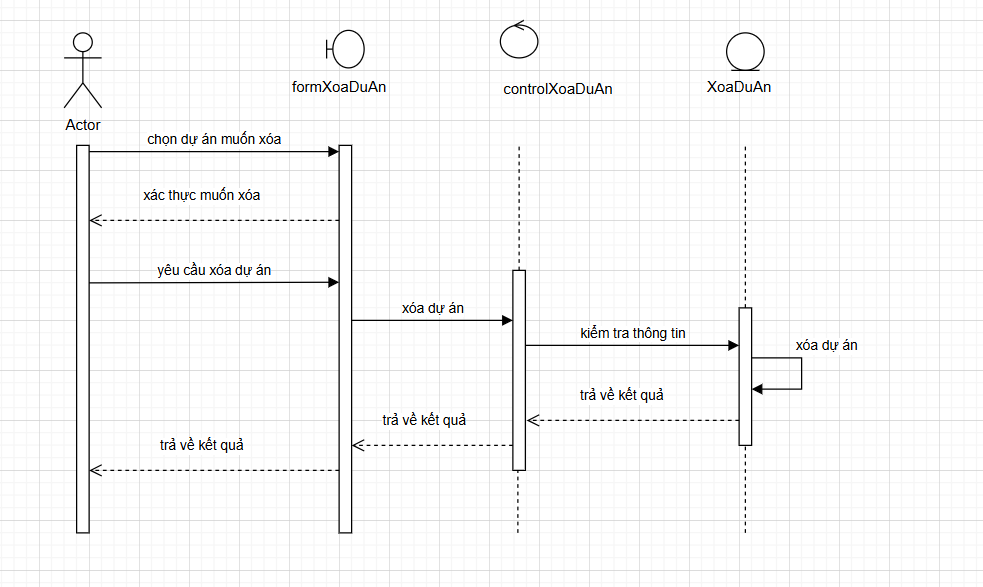 formXoaDuAn
controlXoaDuAn
XoaDuAn
Actor
chọn dự án muốn xóa
xác thực muốn xóa
yêu cầu xóa dự án
xóa dự án
kiểm tra thông tin
xóa dự án
trả về kết quả
trả về kết quả
trả về kết quả